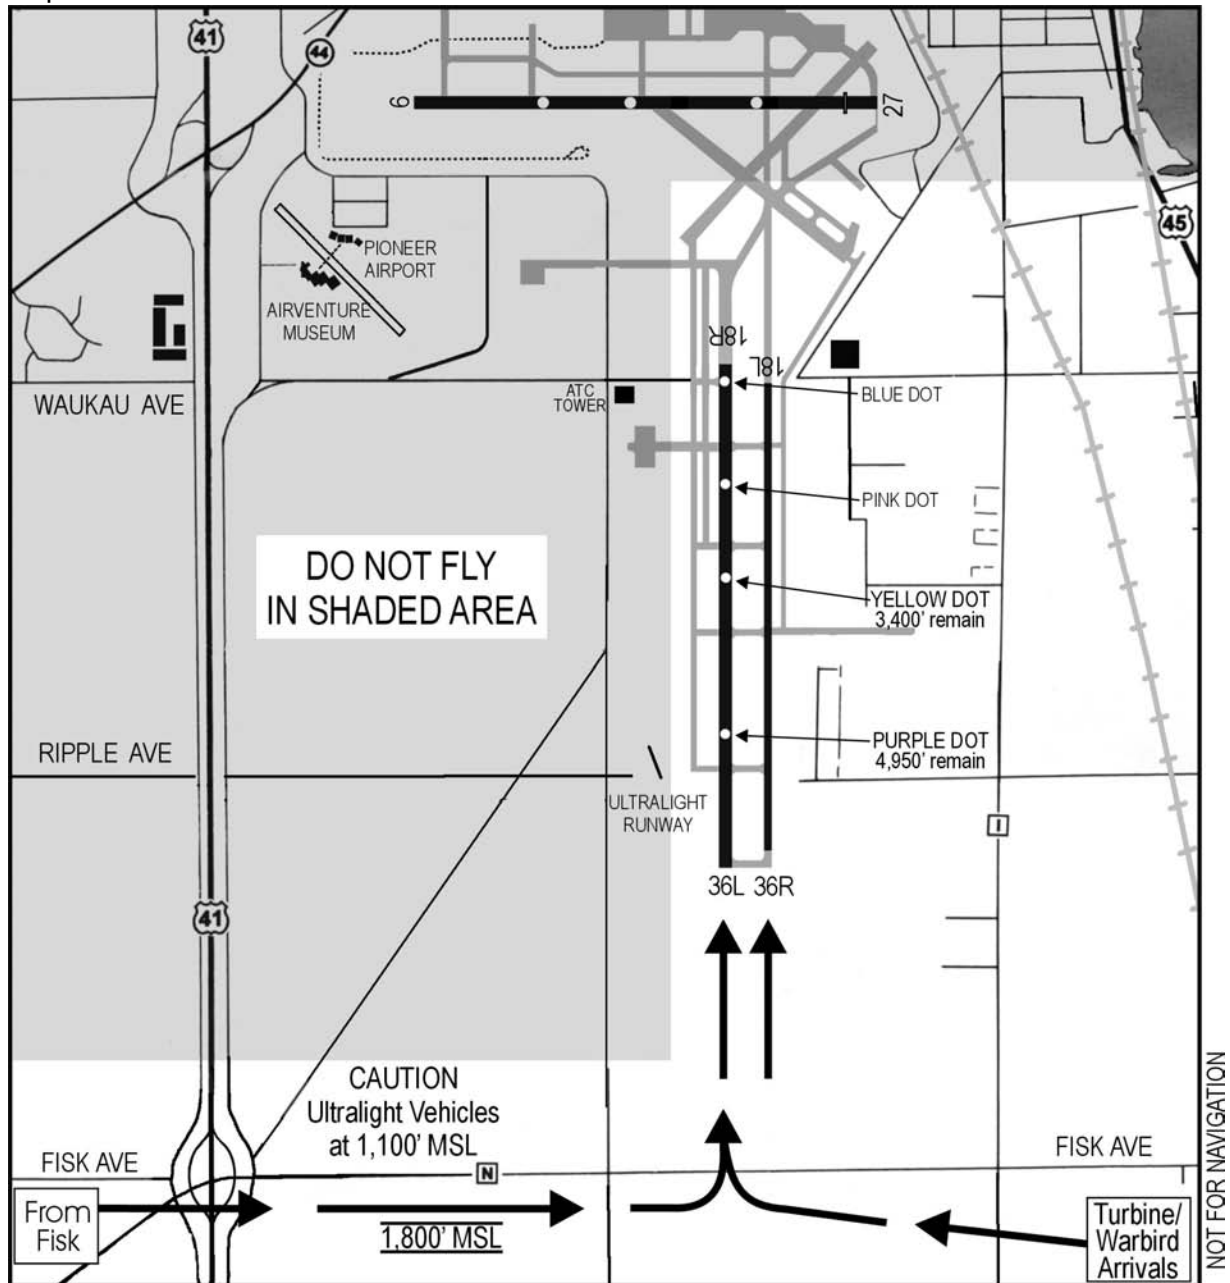 41
44
9
27
45
PIONEER
AIRPORT
AIRVENTURE
MUSEUM
18R
18L
WAUKAU AVE
ATC
TOWER
BLUE DOT
PINK DOT
DO NOT FLY
IN SHADED AREA
YELLOW DOT
3,400' remain
RIPPLE AVE
PURPLE DOT
4,950' remain
ULTRALIGHT
RUNWAY
I
36L 36R
41
CAUTION
Ultralight Vehicles
at 1,100' MSL
FISK AVE
N
FISK AVE
From
Fisk
1,800' MSL
Turbine/
Warbird
Arrivals
NOT FOR NAVIGATION